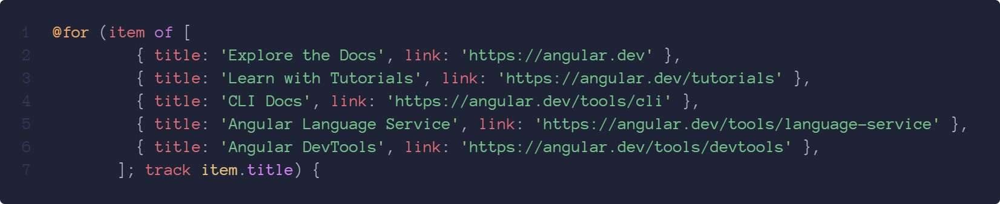 1 @for (item of [
2 { title: 'Explore the Docs', link: 'https://angular.dev' },
3 { title: 'Learn with Tutorials', link: 'https://angular.dev/tutorials' },
4 { title: 'CLI Docs', link: 'https://angular.dev/tools/cli' },
5 { title: 'Angular Language Service', link: 'https://angular.dev/tools/language-service' },
6 { title: 'Angular DevTools', link: 'https://angular.dev/tools/devtools' },
7 ]; track item.title) {